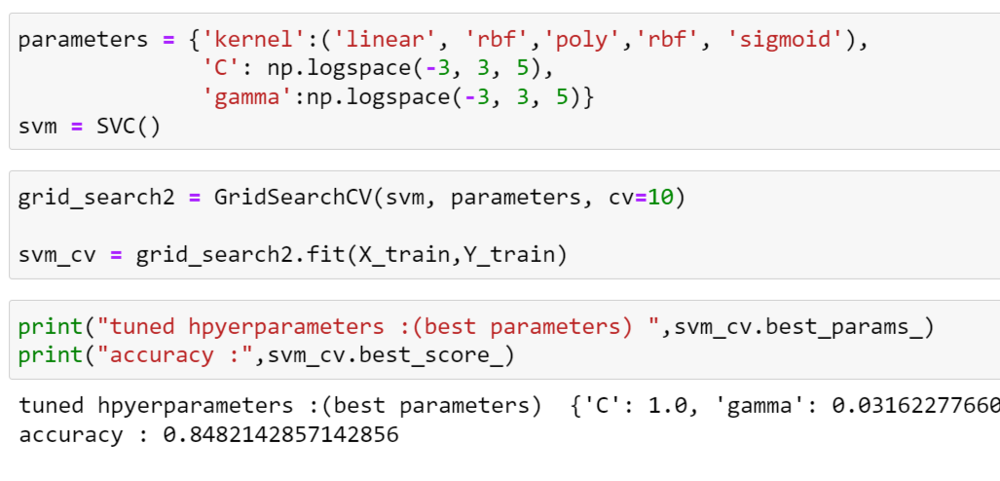 parameters = {'kernel':('linear', 'rbf','poly','rbf', 'sigmoid'),
'C': np.logspace(-3, 3, 5),
'gamma':np.logspace(-3, 3, 5)}
svm = SVC()
grid_search2 = GridSearchCV(svm, parameters, cv=10)
svm_cv = grid_search2.fit(X_train,Y_train)
print("tuned hpyerparameters :(best parameters) ",svm_cv.best_params_)
print("accuracy :",svm_cv.best_score_)
tuned hpyerparameters :(best parameters)  {'C': 1.0, 'gamma': 0.03162277660
accuracy : 0.8482142857142856